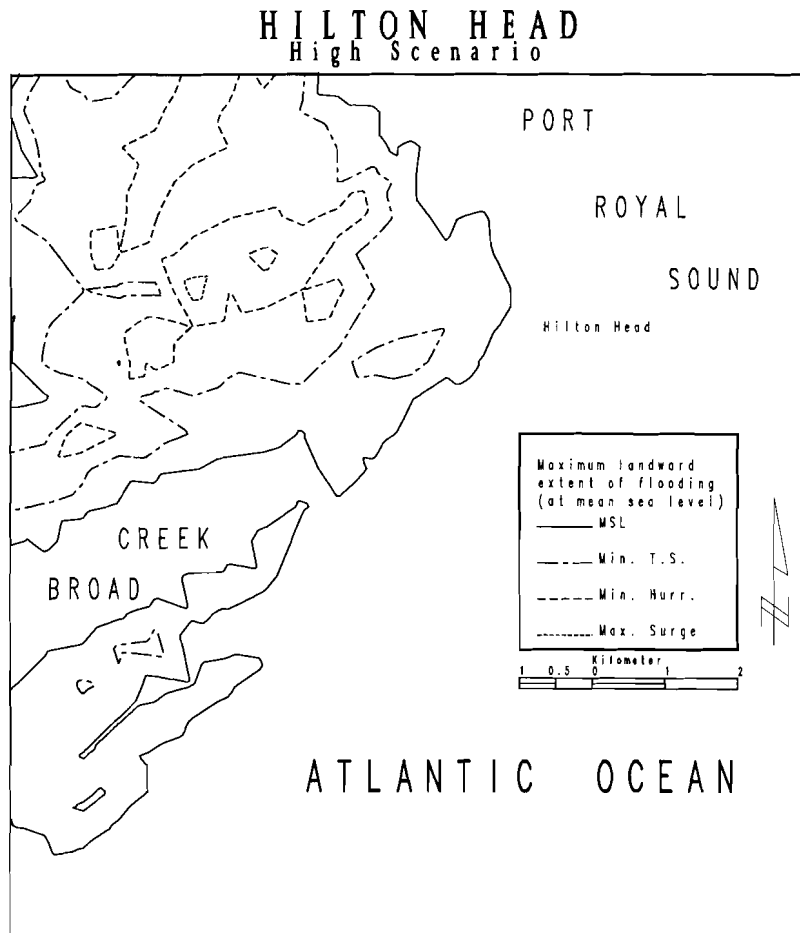 HILTON HEAD
High Scenario
PORT
ROYAL
SOUND
Hilton Head
Maximum landward
extent of flooding
(at mean sea level)
MSL
Min. T.S.
Min. Hurr.
Max. Surge
Kilometer
1 0.5 0 1 2
CREEK
BROAD
ATLANTIC OCEAN
N